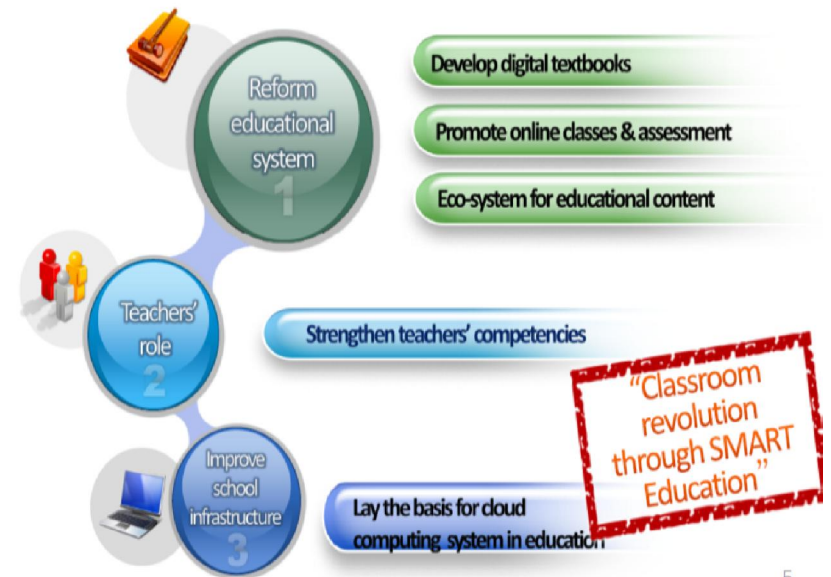 Reform
educational
system
1
Develop digital textbooks
Promote online classes & assessment
Eco-system for educational content
Teachers'
role
2
Strengthen teachers' competencies
"Classroom
revolution
through SMART
Education"
Improve
school
infrastructure
3
Lay the basis for cloud
computing system in education
5